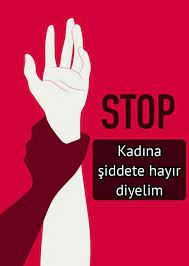 STOP
Kadına
şiddete hayır
diyelim